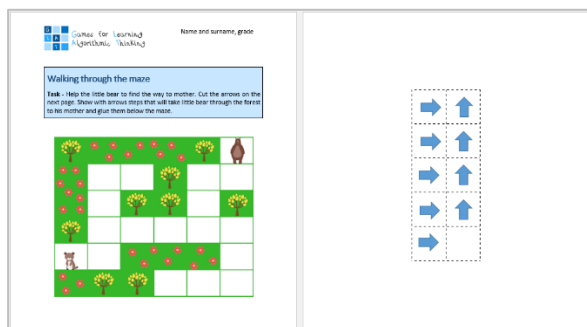 G L
A T
Games for Learning
Algorithmic Thinking
Name and surname, grade
Walking through the maze
Task - Help the little bear to find the way to mother. Cut the arrows on the
next page. Show with arrows steps that will take little bear through the forest
to his mother and glue them below the maze.